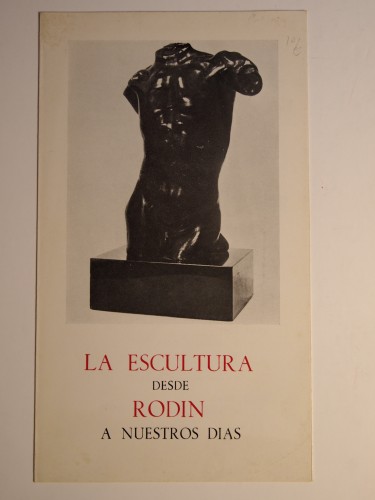 LA ESCULTURA
DESDE
RODIN
A NUESTROS DIAS